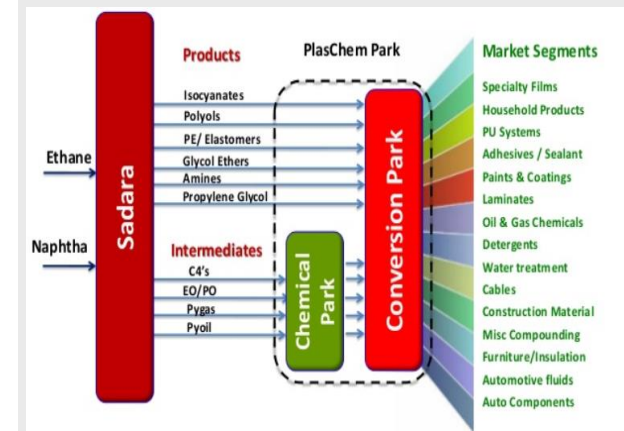 Products
PlasChem Park
Market Segments
Isocyanates
Polyols
PE/ Elastomers
Glycol Ethers
Amines
Propylene Glycol
Ethane
Naphtha
Sadara
Intermediates
C4's
EO/PO
Pygas
Pyoil
Chemical
Park
Conversion Park
Specialty Films
Household Products
PU Systems
Adhesives / Sealant
Paints & Coatings
Laminates
Oil & Gas Chemicals
Detergents
Water treatment
Cables
Construction Material
Misc Compounding
Furniture/Insulation
Automotive fluids
Auto Components